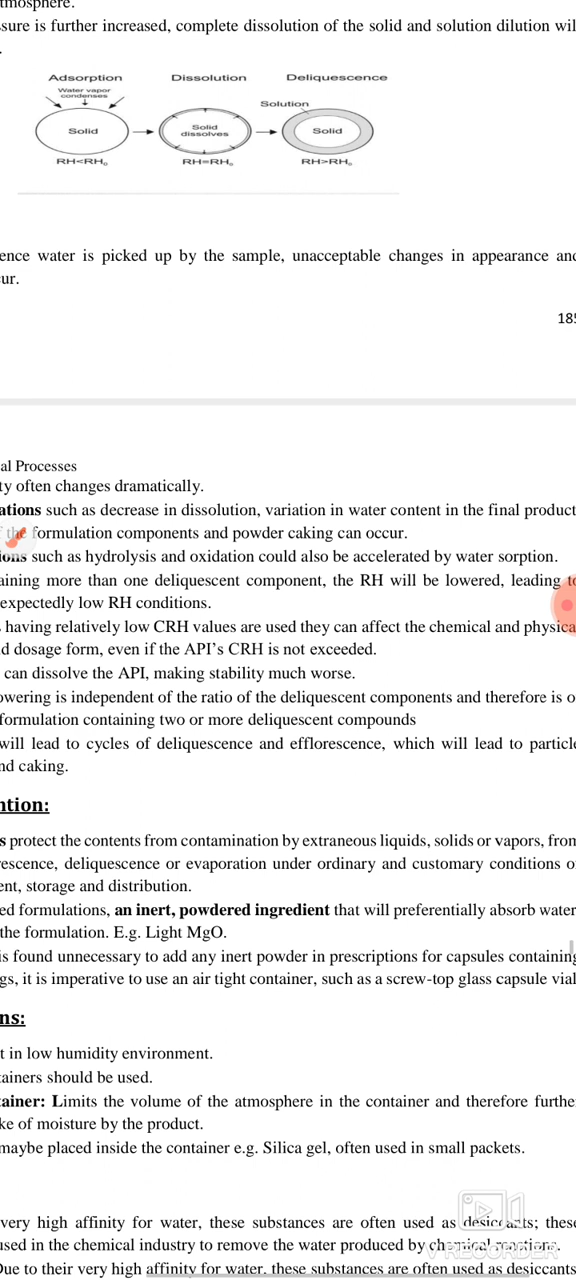 tmosphere.
sure is further increased, complete dissolution of the solid and solution dilution wil
.
Adsorption Dissolution Deliquescence
Water vapor
condenses
Solution
Solid Solid
dissolves Solid
RH<RH₀ RH=RH₀ RH>RH₀
ence water is picked up by the sample, unacceptable changes in appearance and
ur.
185
al Processes
ty often changes dramatically.
ations such as decrease in dissolution, variation in water content in the final product
the formulation components and powder caking can occur.
ions such as hydrolysis and oxidation could also be accelerated by water sorption.
aining more than one deliquescent component, the RH will be lowered, leading to
expectedly low RH conditions.
having relatively low CRH values are used they can affect the chemical and physica
d dosage form, even if the API's CRH is not exceeded.
can dissolve the API, making stability much worse.
owering is independent of the ratio of the deliquescent components and therefore is o
formulation containing two or more deliquescent compounds
will lead to cycles of deliquescence and efflorescence, which will lead to particle
nd caking.
ntion:
s protect the contents from contamination by extraneous liquids, solids or vapors, from
rescence, deliquescence or evaporation under ordinary and customary conditions o
ent, storage and distribution.
ed formulations, an inert, powdered ingredient that will preferentially absorb water
the formulation. E.g. Light MgO.
is found unnecessary to add any inert powder in prescriptions for capsules containing
gs, it is imperative to use an air tight container, such as a screw-top glass capsule vial
ns:
t in low humidity environment.
tainers should be used.
tainer: Limits the volume of the atmosphere in the container and therefore furthe
ke of moisture by the product.
maybe placed inside the container e.g. Silica gel, often used in small packets.
very high affinity for water, these substances are often used as desiccants; these
used in the chemical industry to remove the water produced by chemical reactions.
V RECORDER
Due to their very high affinity for water, these substances are often used as desiccants